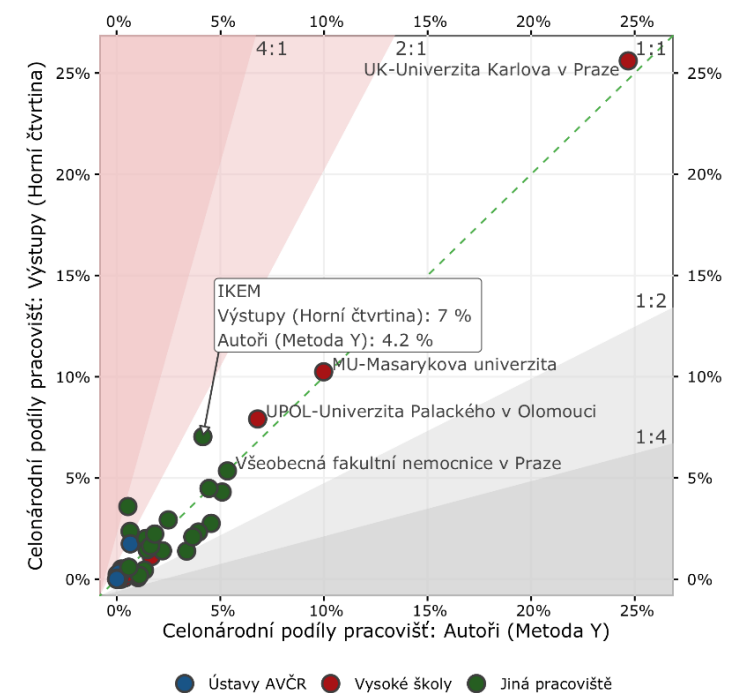 0% 5% 10% 15% 20% 25%
4:1 2:1 1:1
UK-Univerzita Karlova v Praze
25% 25%
20% 20%
15% 15%
IKEM
Výstupy (Horní čtvrtina): 7 %
Autoři (Metoda Y): 4.2 %
1:2
MU-Masarykova univerzita
10% 10%
UPOL-Univerzita Palackého v Olomouci
1:4
Všeobecná fakultní nemocnice v Praze
5% 5%
0% 0%
0% 5% 10% 15% 20% 25%
Celonárodní podíly pracovišť: Výstupy (Horní čtvrtina)
Celonárodní podíly pracovišť: Autoři (Metoda Y)
Ústavy AVČR Vysoké školy Jiná pracoviště